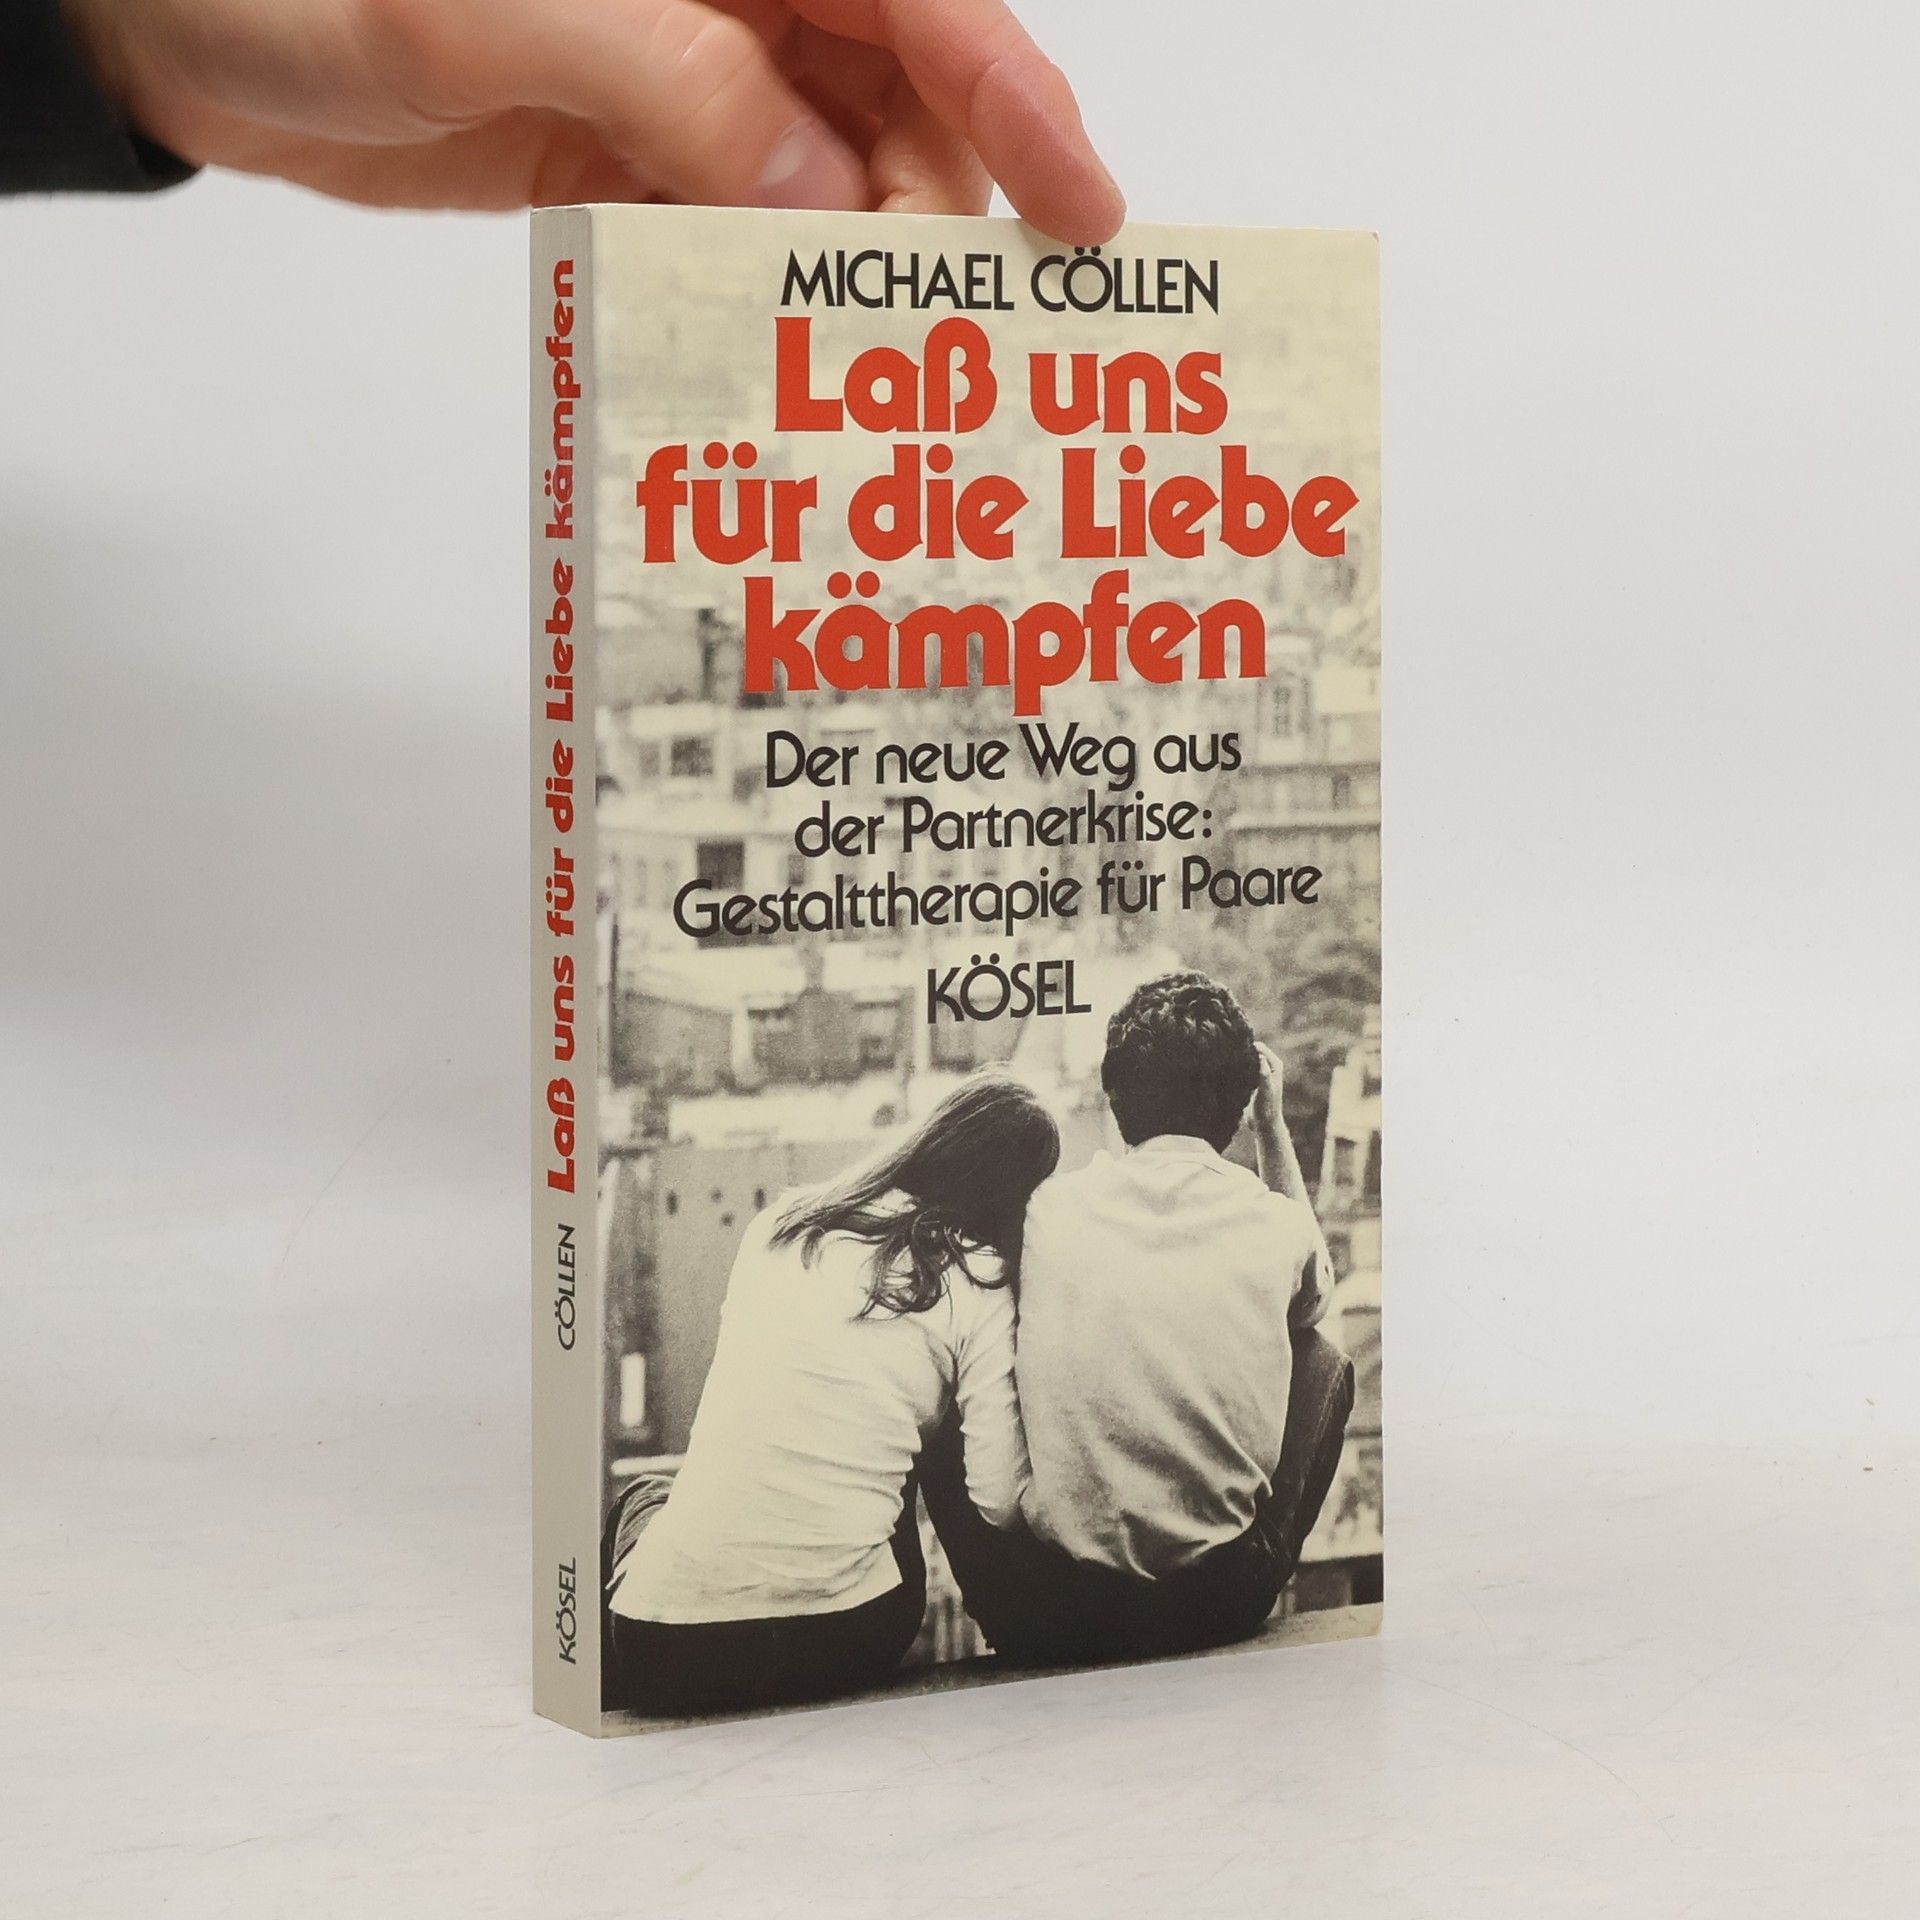 MICHAEL CÖLLEN
Laß uns
für die Liebe
kämpfen
Der neue Weg aus
der Partnerkrise:
Gestalttherapie für Paare
KÖSEL
KÖSEL CÖLLEN Laß uns für die Liebe kämpfen